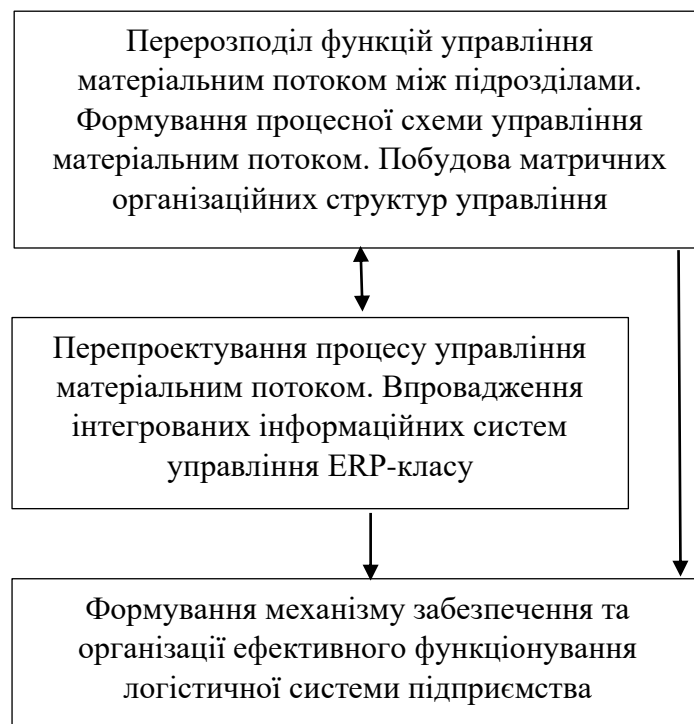 Перерозподіл функцій управління
матеріальним потоком між підрозділами.
Формування процесної схеми управління
матеріальним потоком. Побудова матричних
організаційних структур управління
Перепроектування процесу управління
матеріальним потоком. Впровадження
інтегрованих інформаційних систем
управління ERP-класу
Формування механізму забезпечення та
організації ефективного функціонування
логістичної системи підприємства